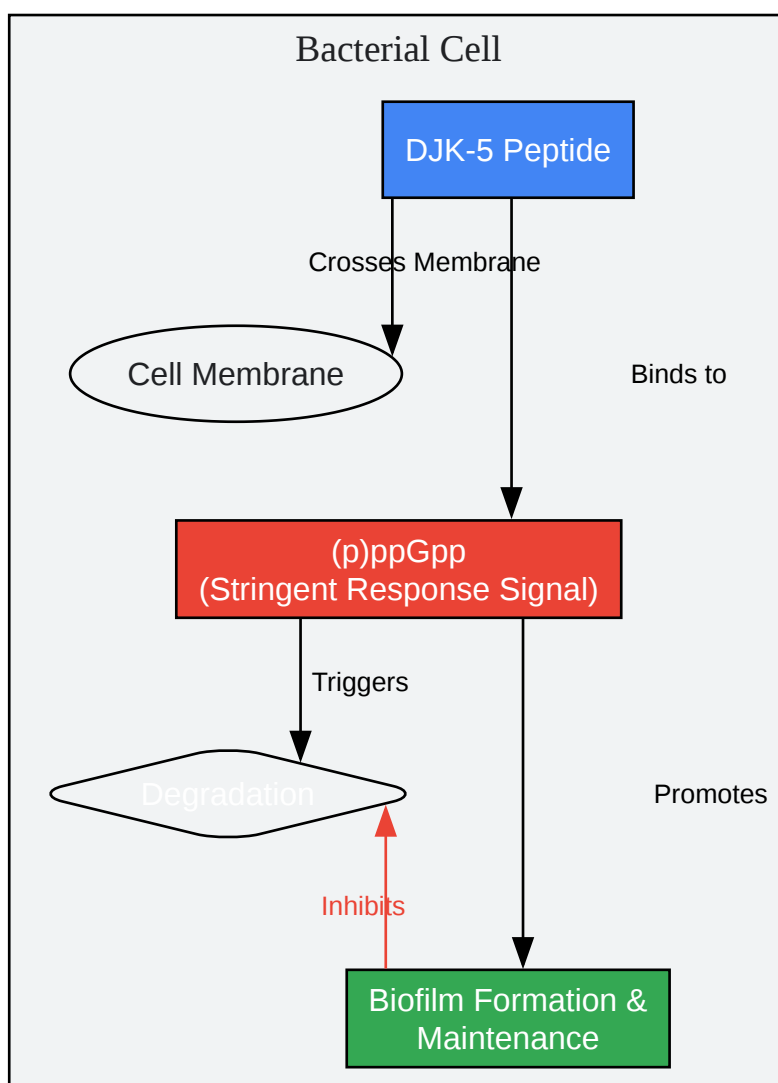 Bacterial Cell
DJK-5 Peptide
Crosses Membrane
Cell Membrane
Binds to
(p)ppGpp
(Stringent Response Signal)
Triggers
Degradation
Promotes
Inhibits
Biofilm Formation &
Maintenance